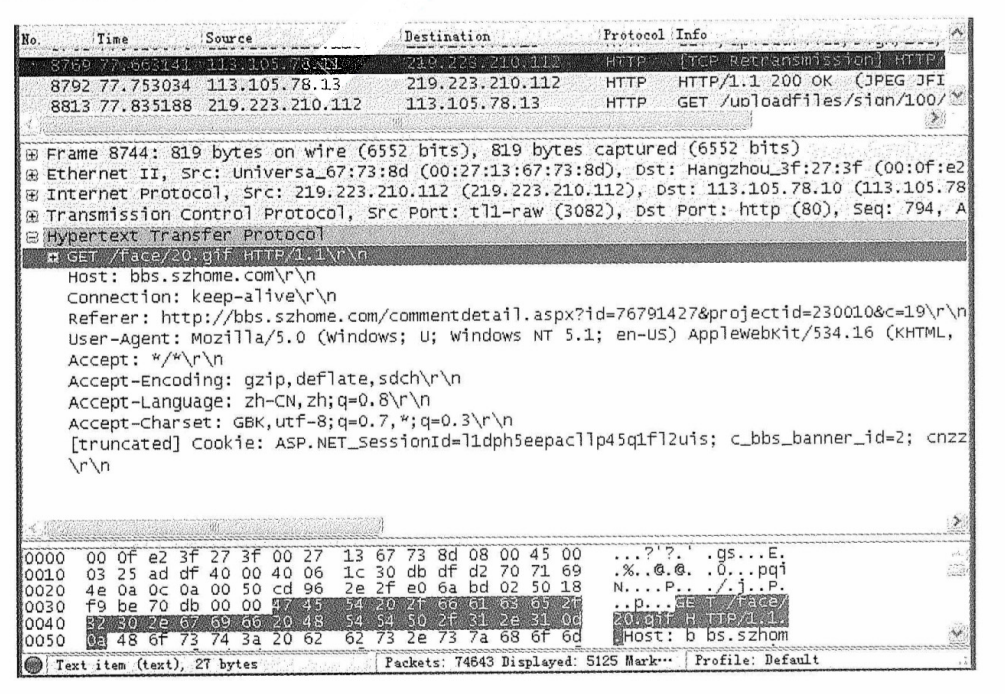 No. Time Source Destination Protocol Info
8769 77.663141 113.105.78.11 219.223.210.112 HTTP [TCP Retransmission] HTTP/
8792 77.753034 113.105.78.13 219.223.210.112 HTTP HTTP/1.1 200 OK (JPEG JFI
8813 77.835188 219.223.210.112 113.105.78.13 HTTP GET /uploadfiles/sign/100/
Frame 8744: 819 bytes on wire (6552 bits), 819 bytes captured (6552 bits)
Ethernet II, Src: Universa_67:73:8d (00:27:13:67:73:8d), Dst: Hangzhou_3f:27:3f (00:0f:e2
Internet Protocol, Src: 219.223.210.112 (219.223.210.112), Dst: 113.105.78.10 (113.105.78
Transmission Control Protocol, Src Port: tl1-raw (3082), Dst Port: http (80), Seq: 794, A
Hypertext Transfer Protocol
GET /face/20.gif HTTP/1.1\r\n
Host: bbs.szhome.com\r\n
Connection: keep-alive\r\n
Referer: http://bbs.szhome.com/commentdetail.aspx?id=76791427&projectid=230010&c=19\r\n
User-Agent: Mozilla/5.0 (Windows; U; Windows NT 5.1; en-US) AppleWebKit/534.16 (KHTML,
Accept: */*\r\n
Accept-Encoding: gzip,deflate,sdch\r\n
Accept-Language: zh-CN,zh;q=0.8\r\n
Accept-Charset: GBK,utf-8;q=0.7,*;q=0.3\r\n
[truncated] Cookie: ASP.NET_SessionId=l1dph5eepacllp45q1fl2uis; c_bbs_banner_id=2; cnzz
\r\n
0000 00 0f e2 3f 27 3f 00 27 13 67 73 8d 08 00 45 00 ...?'?.' .gs...E.
0010 03 25 ad df 40 00 40 06 1c 30 db df d2 70 71 69 .%..@.@. .0...pqi
0020 4e 0a 0c 0a 00 50 cd 96 2e 2f e0 6a bd 02 50 18 N....P.. ./.j..P.
0030 f9 be 70 db 00 00 47 45 54 20 2f 66 61 63 65 2f ..p...GE T /face/
0040 32 30 2e 67 69 66 20 48 54 54 50 2f 31 2e 31 0d 20.gif H TTP/1.1.
0050 0a 48 6f 73 74 3a 20 62 62 73 2e 73 7a 68 6f 6d .Host: b bs.szhom
Text item (text), 27 bytes Packets: 74643 Displayed: 5125 Mark··· Profile: Default